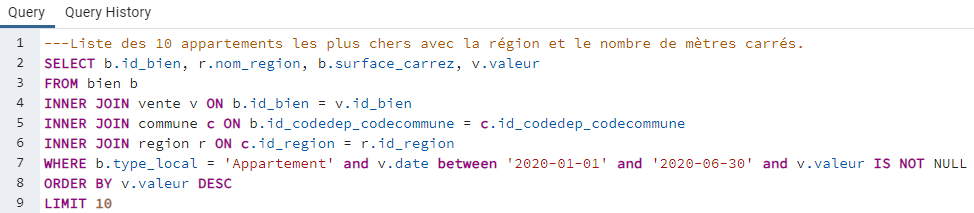 Query Query History
1 ---Liste des 10 appartements les plus chers avec la région et le nombre de mètres carrés.
2 SELECT b.id_bien, r.nom_region, b.surface_carrez, v.valeur
3 FROM bien b
4 INNER JOIN vente v ON b.id_bien = v.id_bien
5 INNER JOIN commune c ON b.id_codedep_codecommune = c.id_codedep_codecommune
6 INNER JOIN region r ON c.id_region = r.id_region
7 WHERE b.type_local = 'Appartement' and v.date between '2020-01-01' and '2020-06-30' and v.valeur IS NOT NULL
8 ORDER BY v.valeur DESC
9 LIMIT 10